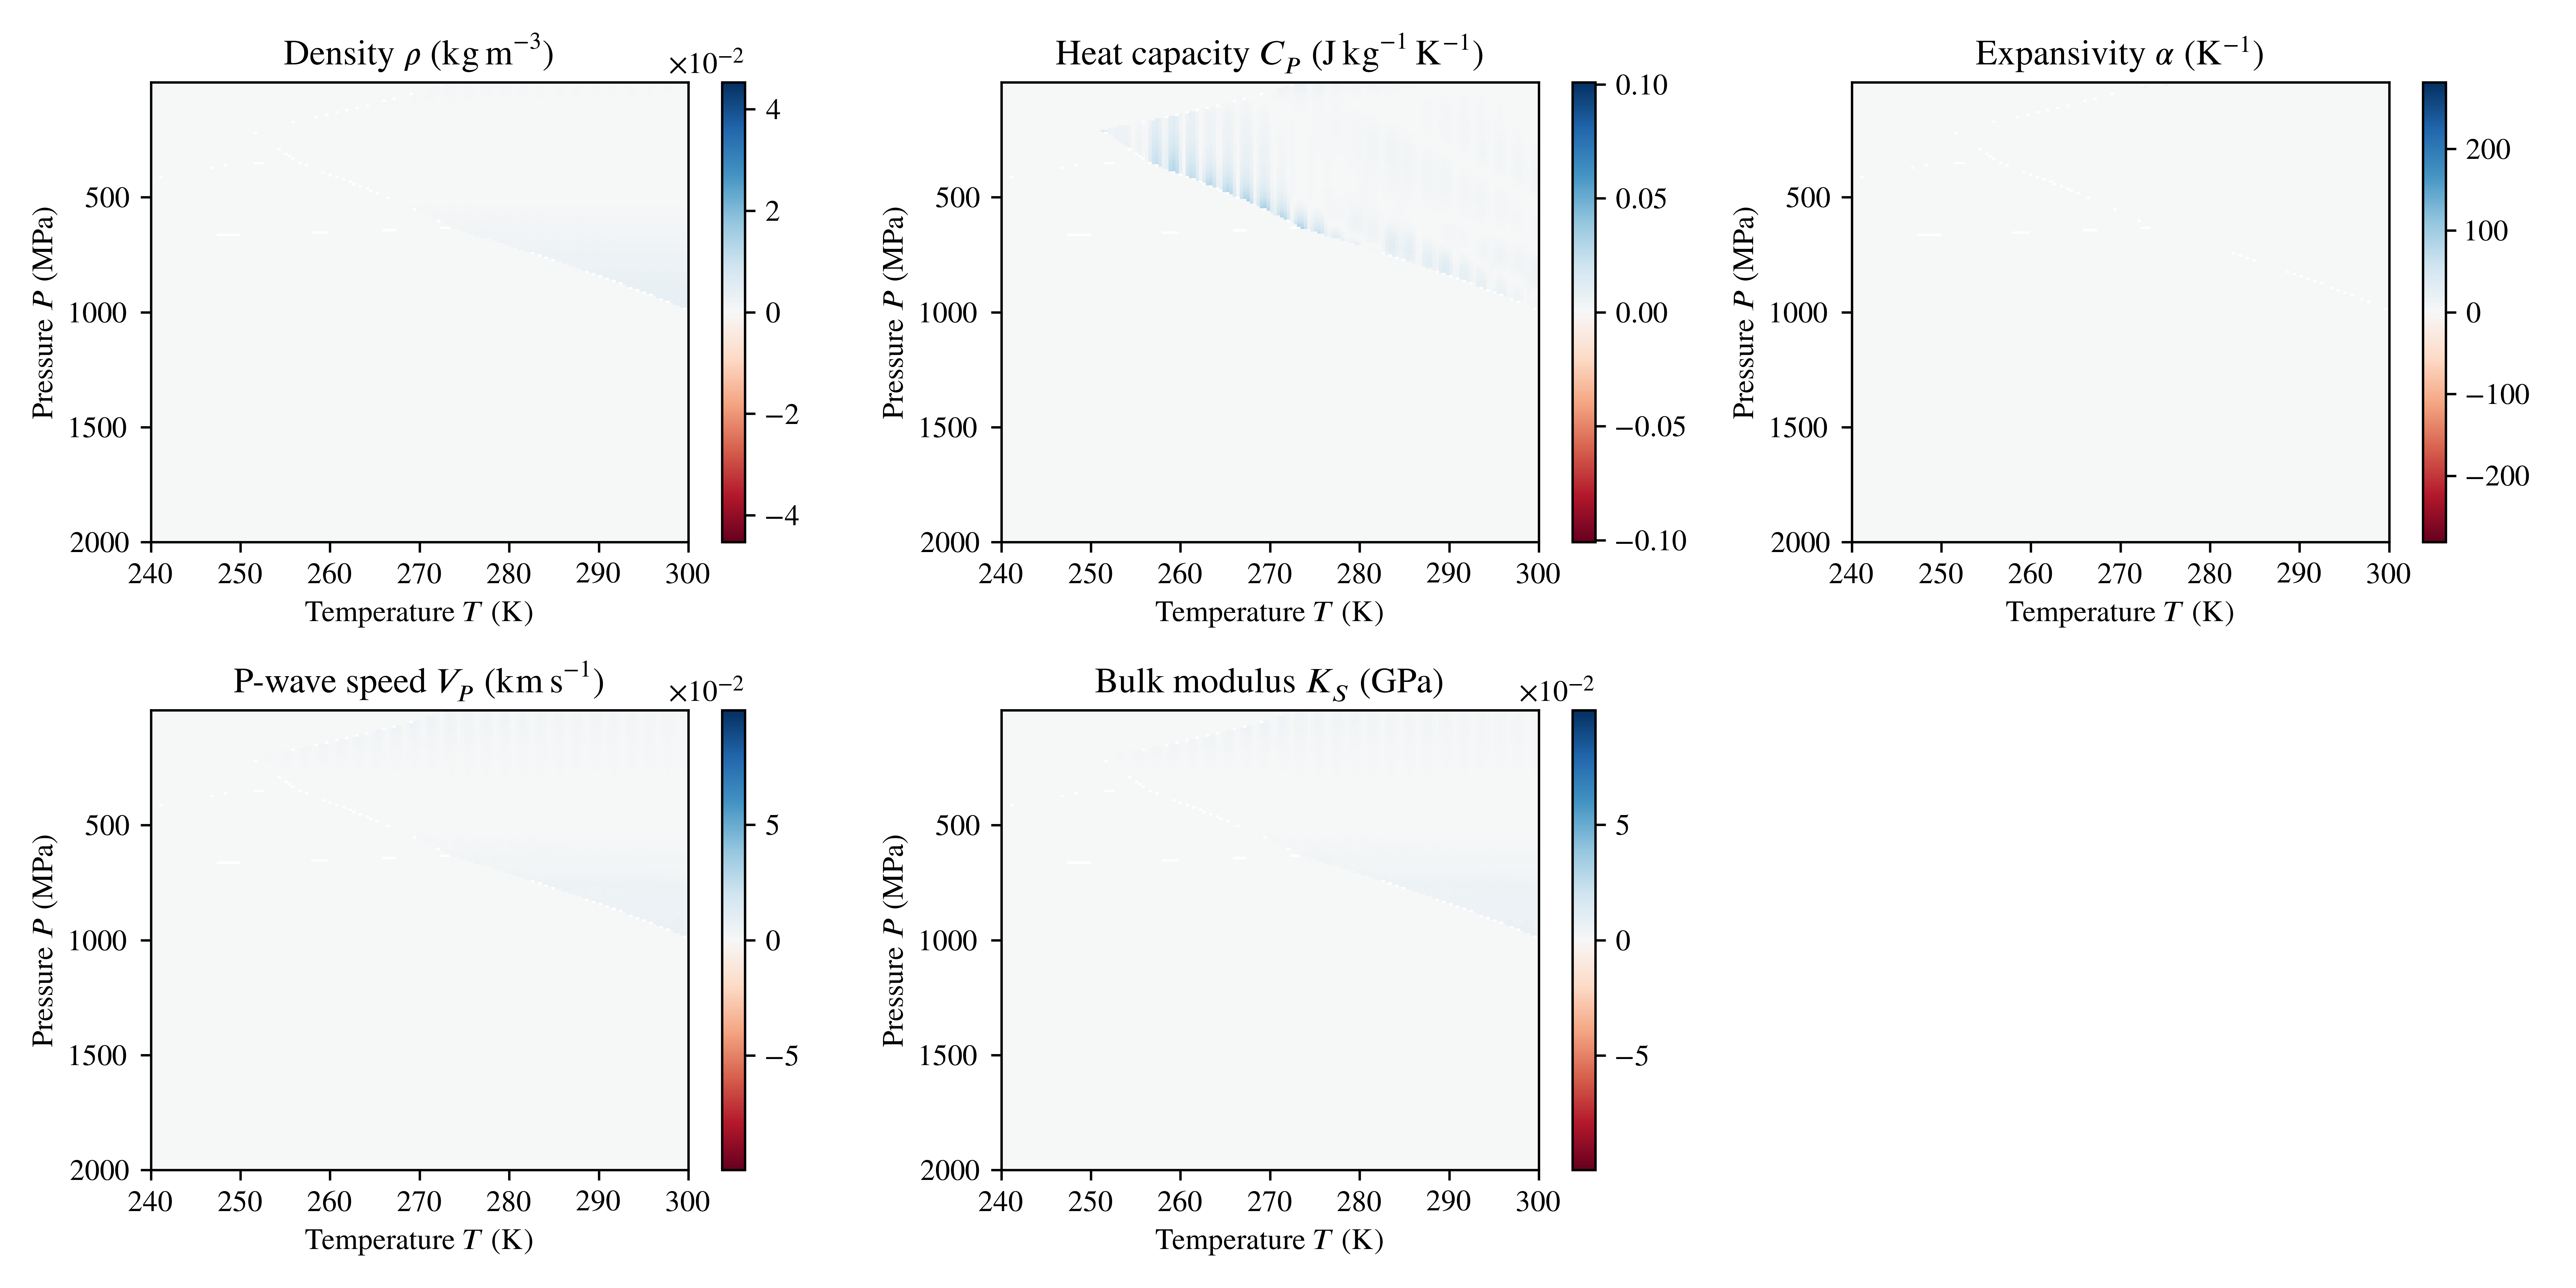 Density ρ (kg m⁻³)
×10⁻²
Pressure P (MPa)
500
1000
1500
2000
240 250 260 270 280 290 300
Temperature T (K)
4
2
0
−2
−4
Heat capacity C_P (J kg⁻¹ K⁻¹)
Pressure P (MPa)
500
1000
1500
2000
240 250 260 270 280 290 300
Temperature T (K)
0.10
0.05
0.00
−0.05
−0.10
Expansivity α (K⁻¹)
Pressure P (MPa)
500
1000
1500
2000
240 250 260 270 280 290 300
Temperature T (K)
200
100
0
−100
−200
P-wave speed V_P (km s⁻¹)
×10⁻²
Pressure P (MPa)
500
1000
1500
2000
240 250 260 270 280 290 300
Temperature T (K)
5
0
−5
Bulk modulus K_S (GPa)
×10⁻²
Pressure P (MPa)
500
1000
1500
2000
240 250 260 270 280 290 300
Temperature T (K)
5
0
−5